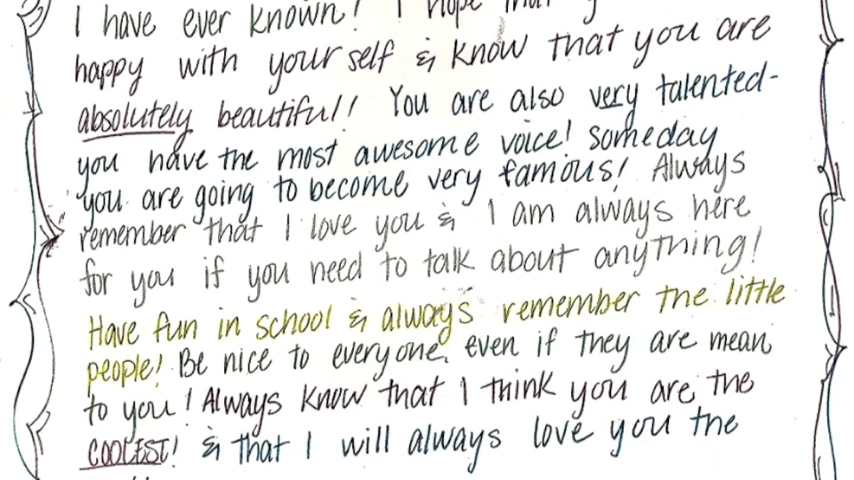 I have ever known! I hope that
happy with yourself & know that you are
absolutely beautiful! You are also very talented-
you have the most awesome voice! someday
you are going to become very famous! Always
remember that I love you & I am always here
for you if you need to talk about anything!
Have fun in school & always remember the little
people! Be nice to everyone, even if they are mean
to you! Always know that I think you are the
COOLEST! & that I will always love you the